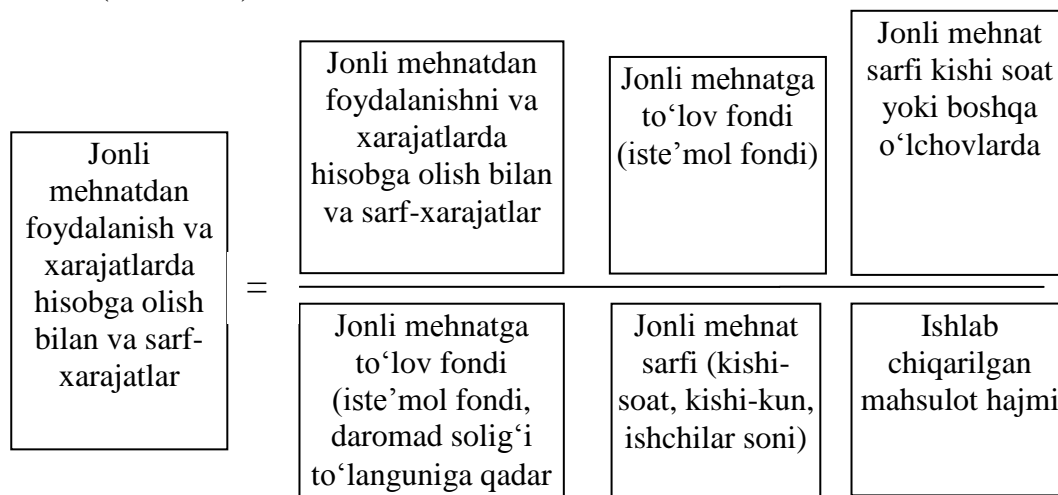 Jonli
mehnatdan
foydalanish va
xarajatlarda
hisobga olish
bilan va sarf-
xarajatlar
=
Jonli mehnatdan
foydalanishni va
xarajatlarda
hisobga olish bilan
va sarf-xarajatlar
Jonli mehnatga
to‘lov fondi
(iste’mol fondi)
Jonli mehnat
sarfi kishi soat
yoki boshqa
o‘lchovlarda
Jonli mehnatga
to‘lov fondi
(iste’mol fondi,
daromad solig‘i
to‘languniga qadar
Jonli mehnat
sarfi (kishi-
soat, kishi-kun,
ishchilar soni)
Ishlab
chiqarilgan
mahsulot hajmi